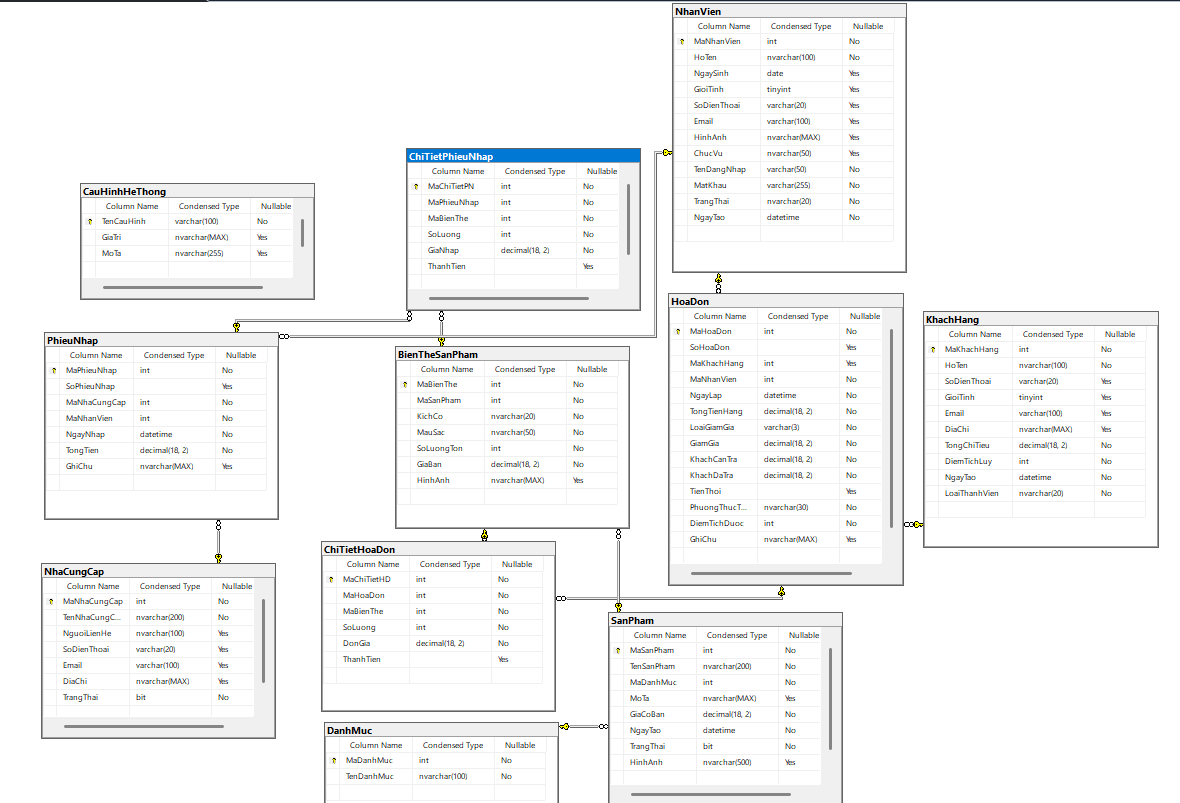 NhanVien
Column Name Condensed Type Nullable
MaNhanVien int No
HoTen nvarchar(100) No
NgaySinh date Yes
GioiTinh tinyint Yes
SoDienThoai varchar(20) Yes
Email varchar(100) Yes
HinhAnh nvarchar(MAX) Yes
ChucVu nvarchar(50) Yes
TenDangNhap varchar(50) No
MatKhau varchar(255) No
TrangThai nvarchar(20) No
NgayTao datetime No
ChiTietPhieuNhap
Column Name Condensed Type Nullable
MaChiTietPN int No
MaPhieuNhap int No
MaBienThe int No
SoLuong int No
GiaNhap decimal(18, 2) No
ThanhTien Yes
CauHinhHeThong
Column Name Condensed Type Nullable
TenCauHinh varchar(100) No
GiaTri nvarchar(MAX) Yes
MoTa nvarchar(255) Yes
HoaDon
Column Name Condensed Type Nullable
MaHoaDon int No
SoHoaDon Yes
MaKhachHang int Yes
MaNhanVien int No
NgayLap datetime No
TongTienHang decimal(18, 2) No
LoaiGiamGia varchar(3) No
GiamGia decimal(18, 2) No
KhachCanTra decimal(18, 2) No
KhachDaTra decimal(18, 2) No
TienThoi Yes
PhuongThucT... nvarchar(30) No
DiemTichDuoc int No
GhiChu nvarchar(MAX) Yes
KhachHang
Column Name Condensed Type Nullable
MaKhachHang int No
HoTen nvarchar(100) No
SoDienThoai varchar(20) Yes
GioiTinh tinyint Yes
Email varchar(100) Yes
DiaChi nvarchar(MAX) Yes
TongChiTieu decimal(18, 2) No
DiemTichLuy int No
NgayTao datetime No
LoaiThanhVien nvarchar(20) No
PhieuNhap
Column Name Condensed Type Nullable
MaPhieuNhap int No
SoPhieuNhap Yes
MaNhaCungCap int No
MaNhanVien int No
NgayNhap datetime No
TongTien decimal(18, 2) No
GhiChu nvarchar(MAX) Yes
BienTheSanPham
Column Name Condensed Type Nullable
MaBienThe int No
MaSanPham int No
KichCo nvarchar(20) No
MauSac nvarchar(50) No
SoLuongTon int No
GiaBan decimal(18, 2) No
HinhAnh nvarchar(MAX) Yes
ChiTietHoaDon
Column Name Condensed Type Nullable
MaChiTietHD int No
MaHoaDon int No
MaBienThe int No
SoLuong int No
DonGia decimal(18, 2) No
ThanhTien Yes
NhaCungCap
Column Name Condensed Type Nullable
MaNhaCungCap int No
TenNhaCungC... nvarchar(200) No
NguoiLienHe nvarchar(100) Yes
SoDienThoai varchar(20) Yes
Email varchar(100) Yes
DiaChi nvarchar(MAX) Yes
TrangThai bit No
SanPham
Column Name Condensed Type Nullable
MaSanPham int No
TenSanPham nvarchar(200) No
MaDanhMuc int No
MoTa nvarchar(MAX) Yes
GiaCoBan decimal(18, 2) No
NgayTao datetime No
TrangThai bit No
HinhAnh nvarchar(500) Yes
DanhMuc
Column Name Condensed Type Nullable
MaDanhMuc int No
TenDanhMuc nvarchar(100) No